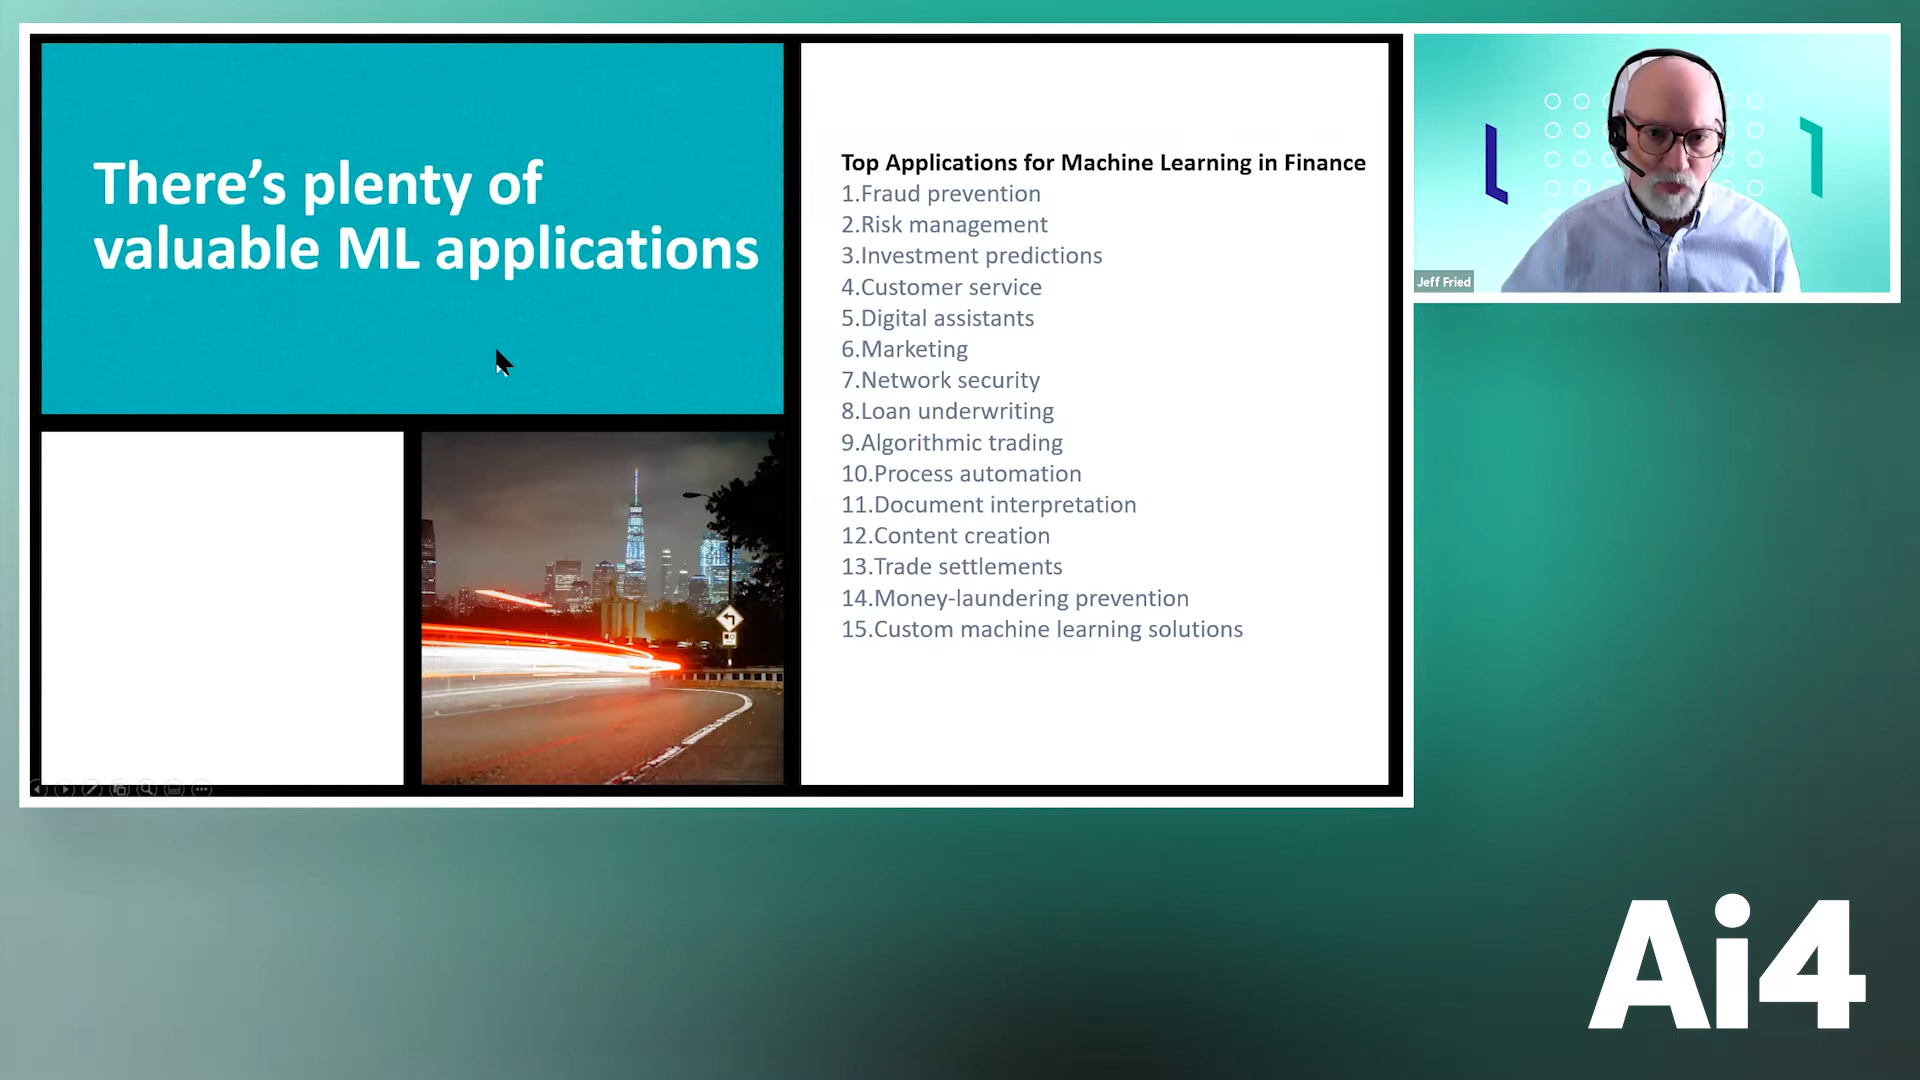 There's plenty of
valuable ML applications
Top Applications for Machine Learning in Finance
1.Fraud prevention
2.Risk management
3.Investment predictions
4.Customer service
5.Digital assistants
6.Marketing
7.Network security
8.Loan underwriting
9.Algorithmic trading
10.Process automation
11.Document interpretation
12.Content creation
13.Trade settlements
14.Money-laundering prevention
15.Custom machine learning solutions
Jeff Fried
Ai4